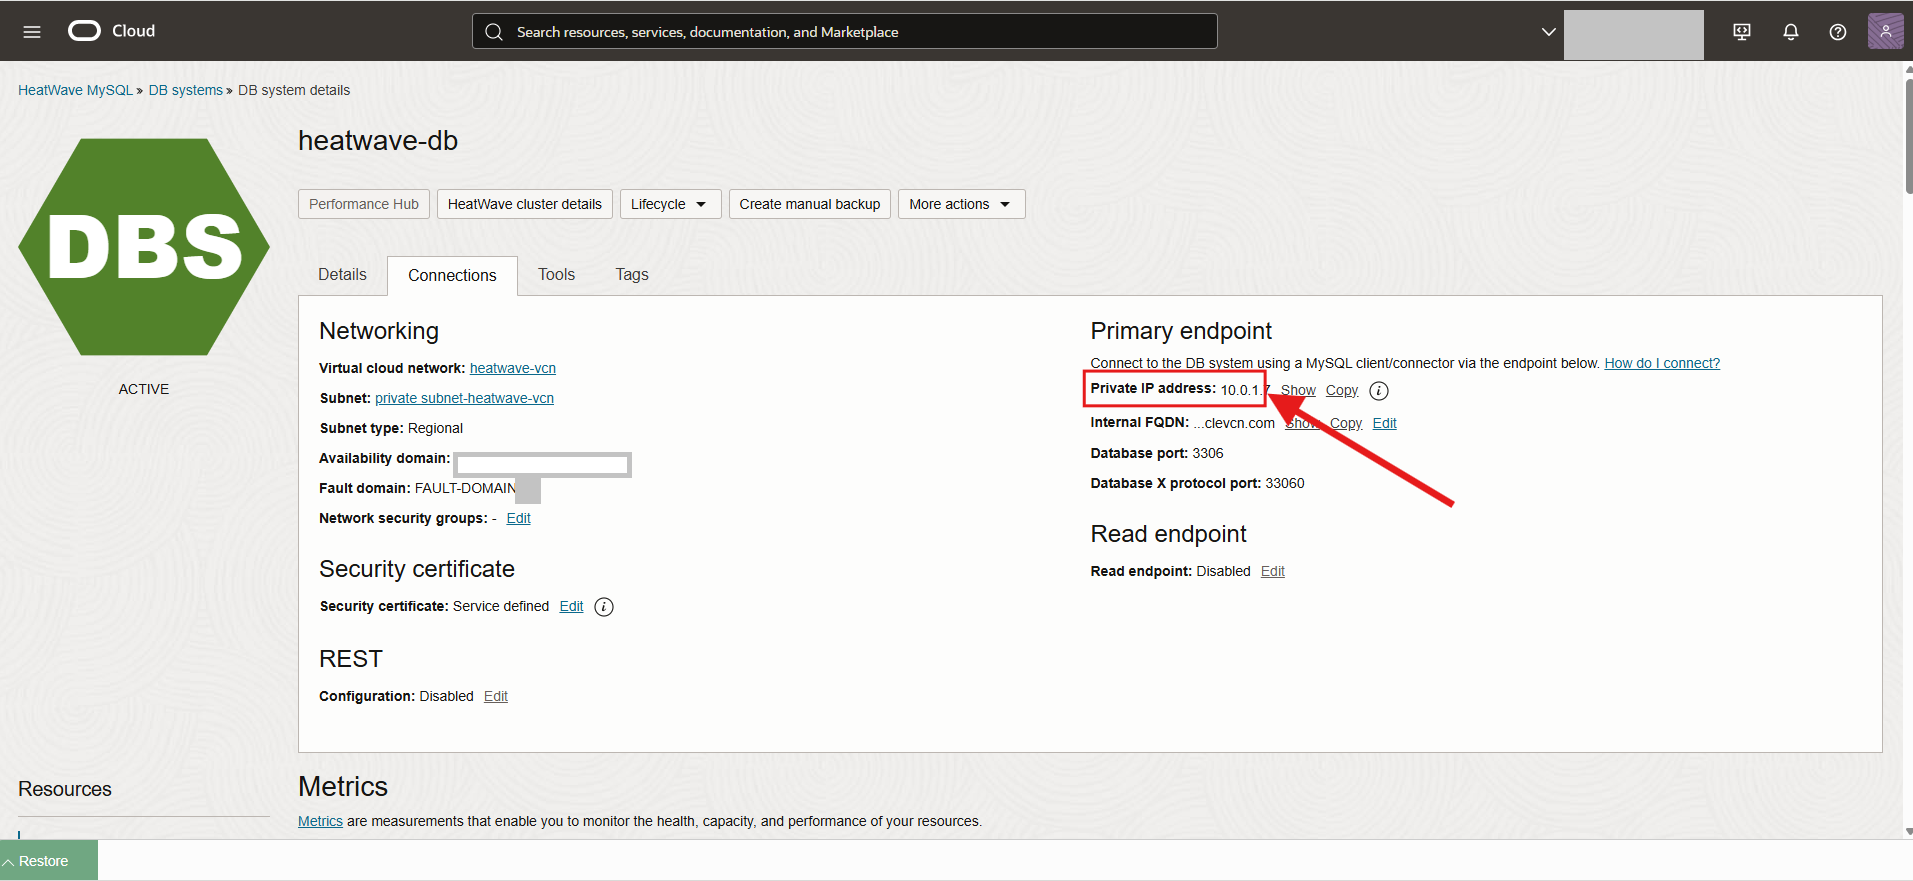 Cloud
Search resources, services, documentation, and Marketplace
HeatWave MySQL » DB systems » DB system details
DBS
ACTIVE
heatwave-db
Performance Hub
HeatWave cluster details
Lifecycle
Create manual backup
More actions
Details
Connections
Tools
Tags
Networking
Virtual cloud network: heatwave-vcn
Subnet: private subnet-heatwave-vcn
Subnet type: Regional
Availability domain:
Fault domain: FAULT-DOMAIN
Network security groups: - Edit
Security certificate
Security certificate: Service defined Edit
REST
Configuration: Disabled Edit
Primary endpoint
Connect to the DB system using a MySQL client/connector via the endpoint below. How do I connect?
Private IP address: 10.0.1.7 Show Copy
Internal FQDN: ...clevcn.com Show Copy Edit
Database port: 3306
Database X protocol port: 33060
Read endpoint
Read endpoint: Disabled Edit
Resources
Metrics
Metrics are measurements that enable you to monitor the health, capacity, and performance of your resources.
Restore